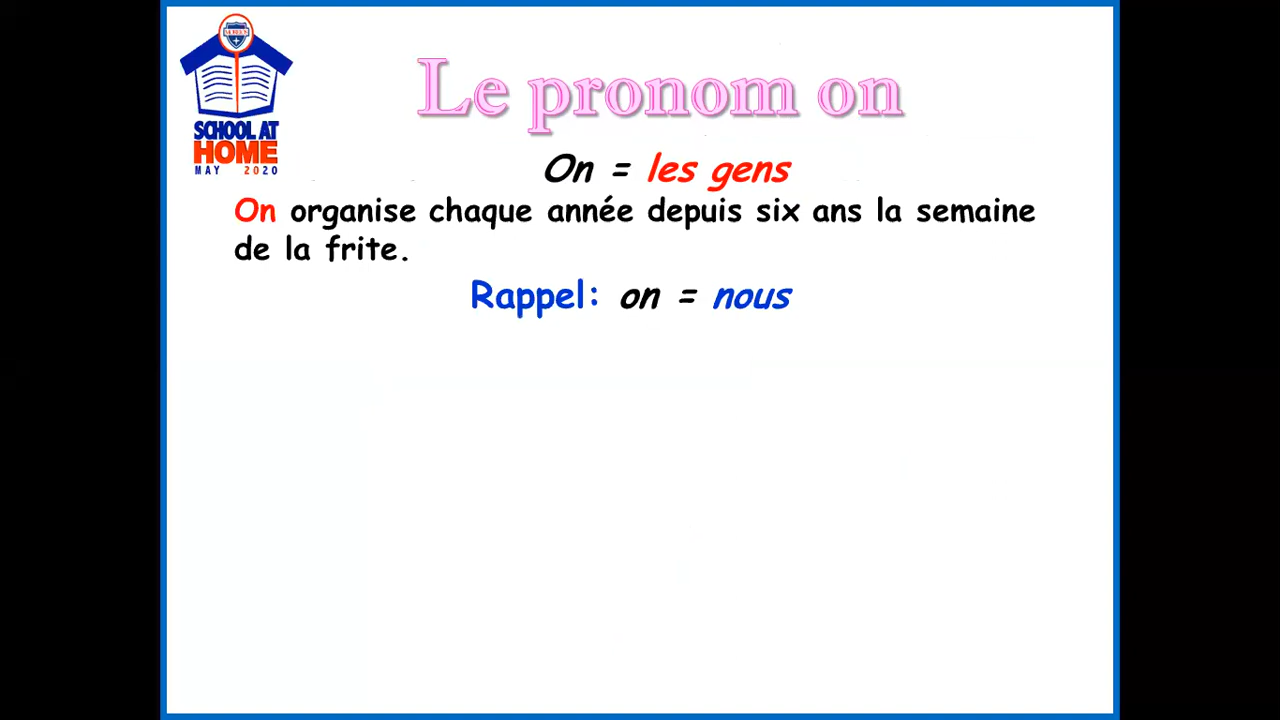 SCHOOL AT
HOME
MAY 2020
Le pronom on
On = les gens
On organise chaque année depuis six ans la semaine
de la frite.
Rappel: on = nous